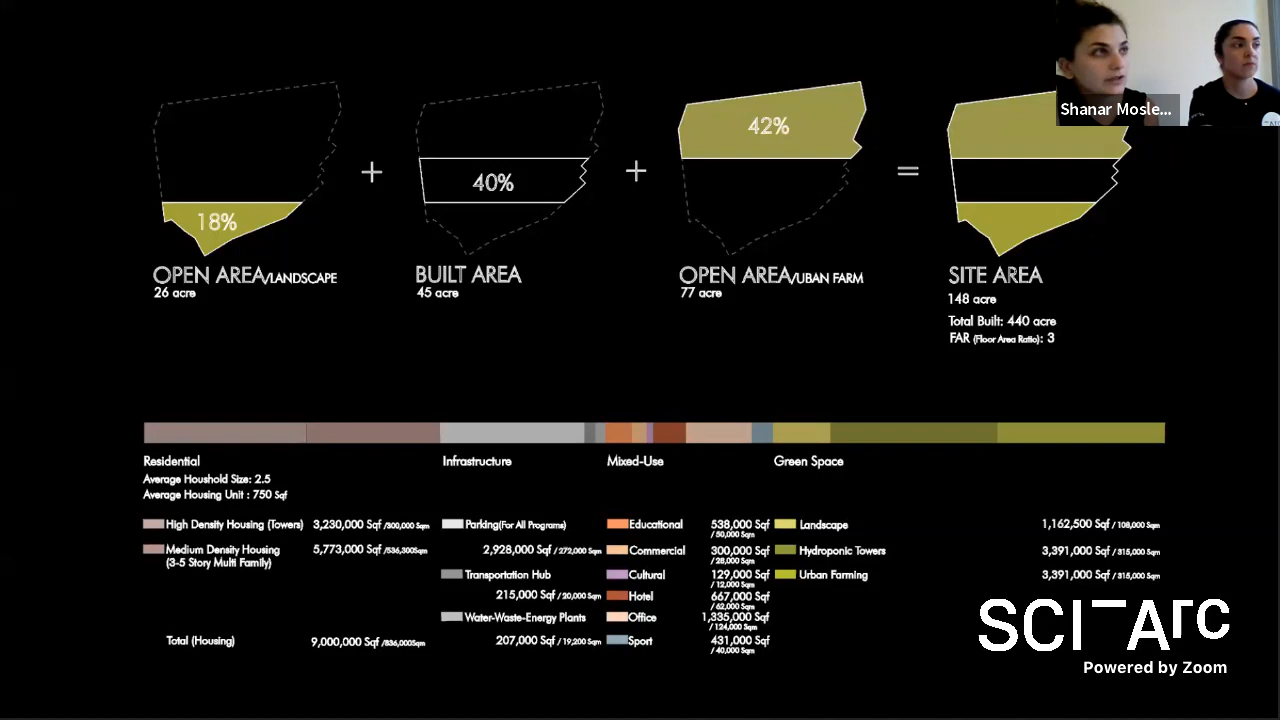 Shanar Mosle...
18%
+
40%
+
42%
=
OPEN AREA/LANDSCAPE
26 acre
BUILT AREA
45 acre
OPEN AREA/UBAN FARM
77 acre
SITE AREA
148 acre
Total Built: 440 acre
FAR (Floor Area Ratio): 3
Residential
Average Houshold Size: 2.5
Average Housing Unit : 750 Sqf
High Density Housing (Towers) 3,230,000 Sqf /300,000 Sqm
Medium Density Housing 5,773,000 Sqf /536,300Sqm
(3-5 Story Multi Family)
Total (Housing) 9,000,000 Sqf /836,000Sqm
Infrastructure
Parking(For All Programs)
2,928,000 Sqf /272,000 Sqm
Transportation Hub
215,000 Sqf /20,000 Sqm
Water-Waste-Energy Plants
207,000 Sqf /19,200 Sqm
Mixed-Use
Educational 538,000 Sqf
/ 50,000 Sqm
Commercial 300,000 Sqf
/ 28,000 Sqm
Cultural 129,000 Sqf
/ 12,000 Sqm
Hotel 667,000 Sqf
/ 62,000 Sqm
Office 1,335,000 Sqf
/ 124,000 Sqm
Sport 431,000 Sqf
/ 40,000 Sqm
Green Space
Landscape 1,162,500 Sqf / 108,000 Sqm
Hydroponic Towers 3,391,000 Sqf / 315,000 Sqm
Urban Farming 3,391,000 Sqf / 315,000 Sqm
SCI-Arc
Powered by Zoom